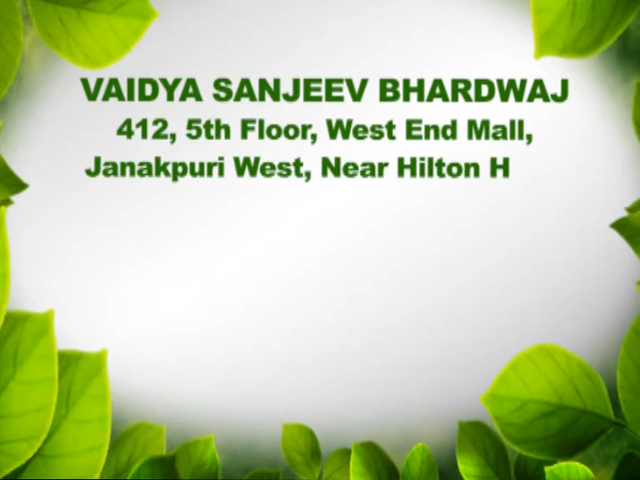 VAIDYA SANJEEV BHARDWAJ
412, 5th Floor, West End Mall,
Janakpuri West, Near Hilton H